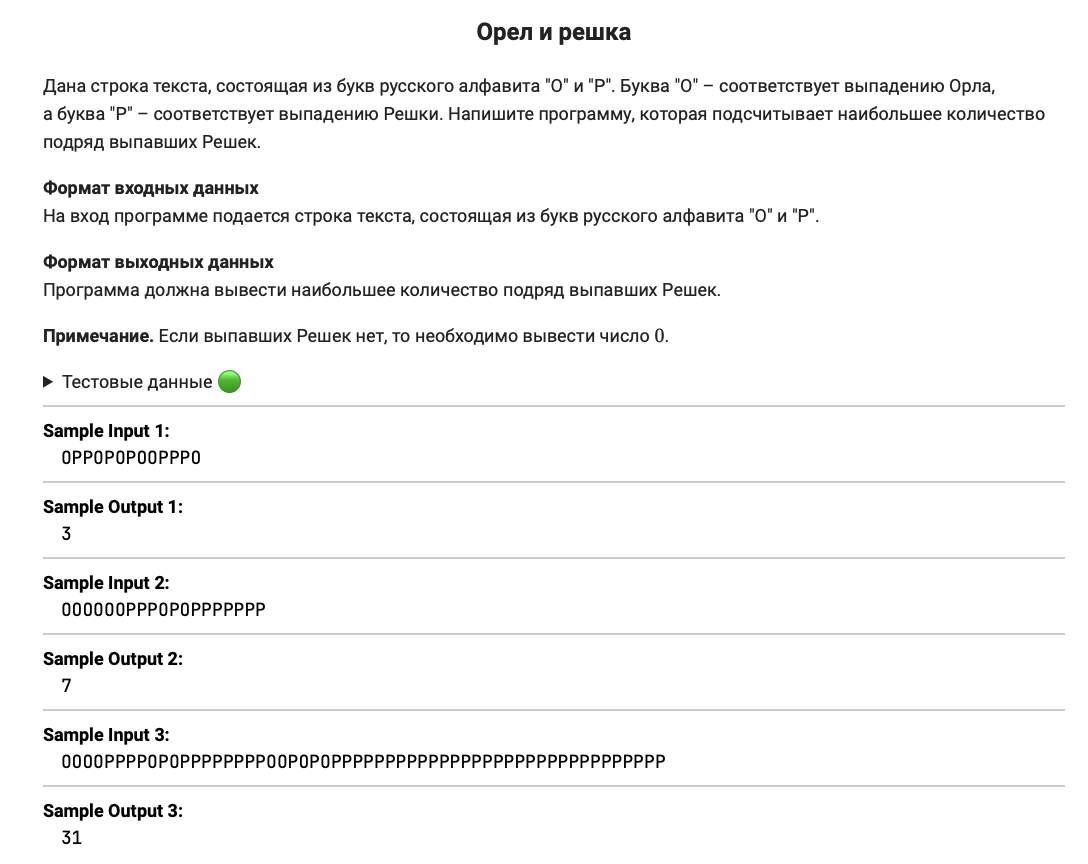 Орел и решка
Дана строка текста, состоящая из букв русского алфавита "О" и "Р". Буква "О" – соответствует выпадению Орла,
а буква "Р" – соответствует выпадению Решки. Напишите программу, которая подсчитывает наибольшее количество
подряд выпавших Решек.
Формат входных данных
На вход программе подается строка текста, состоящая из букв русского алфавита "О" и "Р".
Формат выходных данных
Программа должна вывести наибольшее количество подряд выпавших Решек.
Примечание. Если выпавших Решек нет, то необходимо вывести число 0.
Тестовые данные
Sample Input 1:
ОРРОРОРООРРРО
Sample Output 1:
3
Sample Input 2:
ООООООРРРОРОРРРРРРР
Sample Output 2:
7
Sample Input 3:
ООООРРРРОРОРРРРРРРРООРОРОРРРРРРРРРРРРРРРРРРРРРРРРРРРРРРР
Sample Output 3:
31